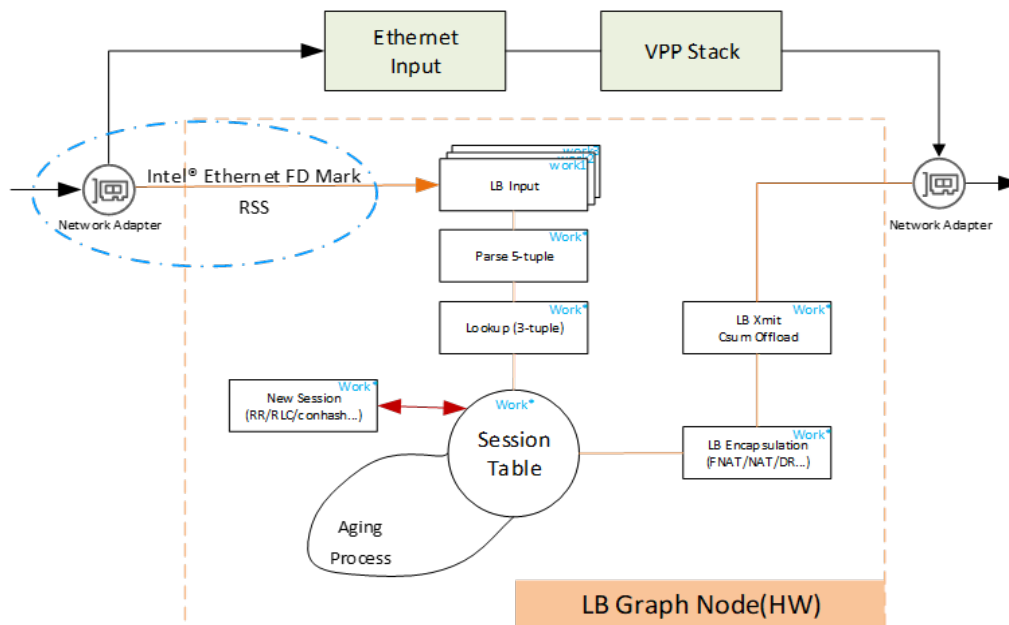 Ethernet
Input
VPP Stack
Intel® Ethernet FD Mark
RSS
Network Adapter
work1
LB Input
Work*
Parse 5-tuple
Work*
Lookup (3-tuple)
Work*
New Session
(RR/RLC/conhash...)
Work*
Session
Table
Aging
Process
Work*
LB Xmit
Csum Offload
Work*
LB Encapsulation
(FNAT/NAT/DR...)
Network Adapter
LB Graph Node(HW)